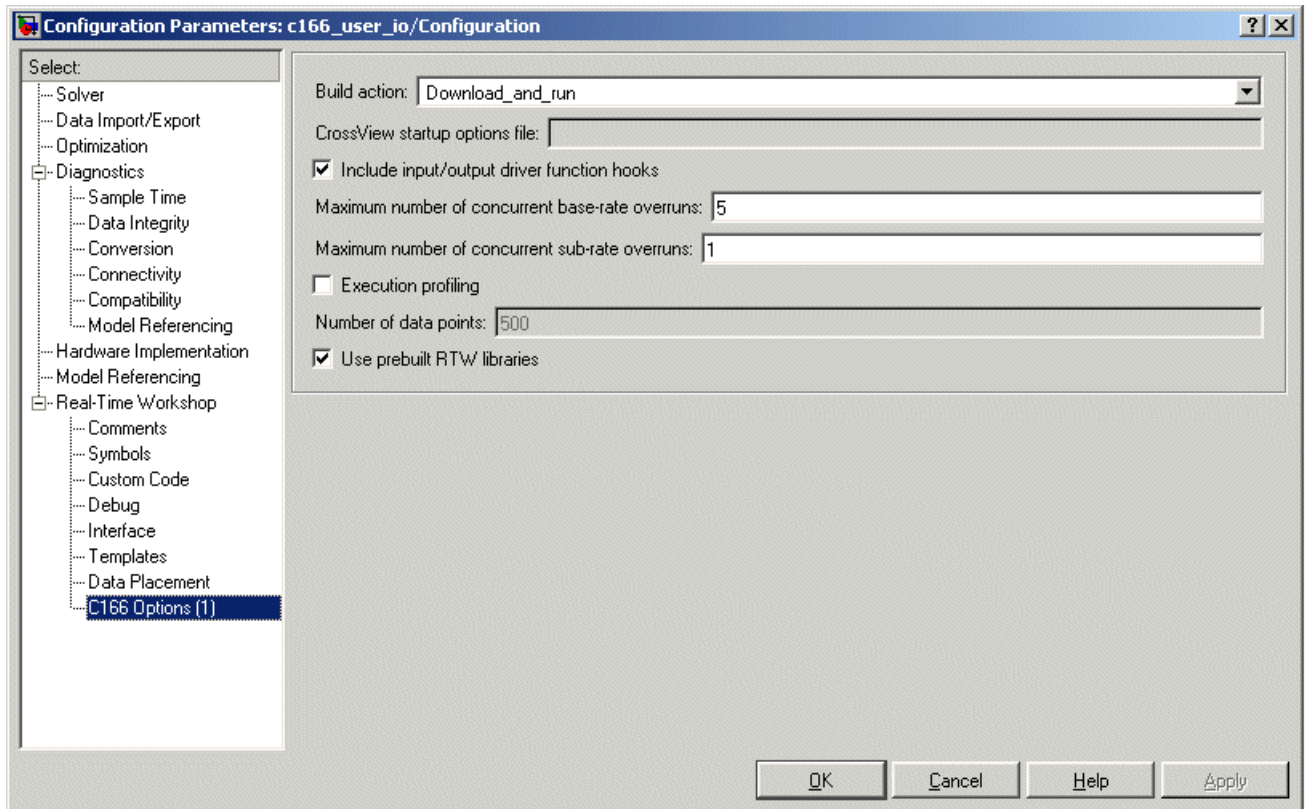 Configuration Parameters: c166_user_io/Configuration
Select:
Solver
Data Import/Export
Optimization
Diagnostics
Sample Time
Data Integrity
Conversion
Connectivity
Compatibility
Model Referencing
Hardware Implementation
Model Referencing
Real-Time Workshop
Comments
Symbols
Custom Code
Debug
Interface
Templates
Data Placement
C166 Options (1)
Build action: Download_and_run
CrossView startup options file:
Include input/output driver function hooks
Maximum number of concurrent base-rate overruns: 5
Maximum number of concurrent sub-rate overruns: 1
Execution profiling
Number of data points: 500
Use prebuilt RTW libraries
OK Cancel Help Apply